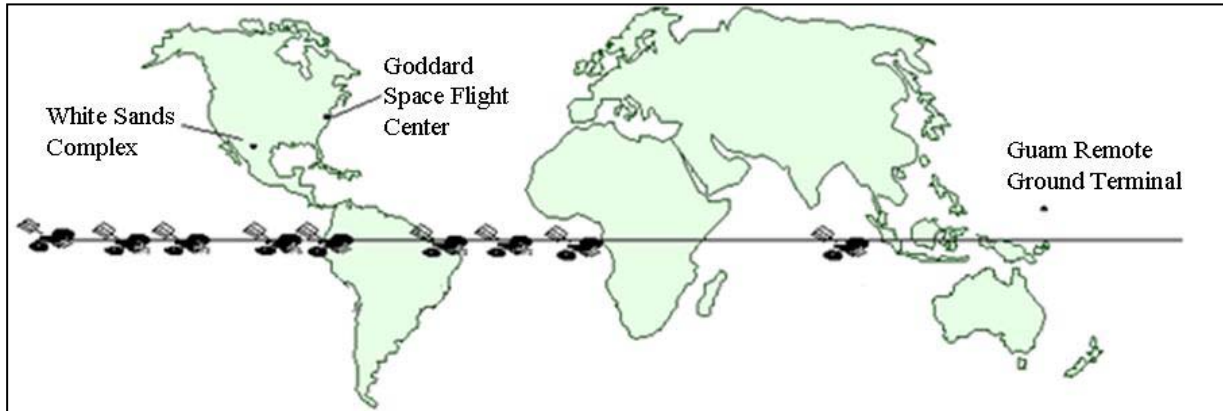 Goddard
Space Flight
Center
White Sands
Complex
Guam Remote
Ground Terminal